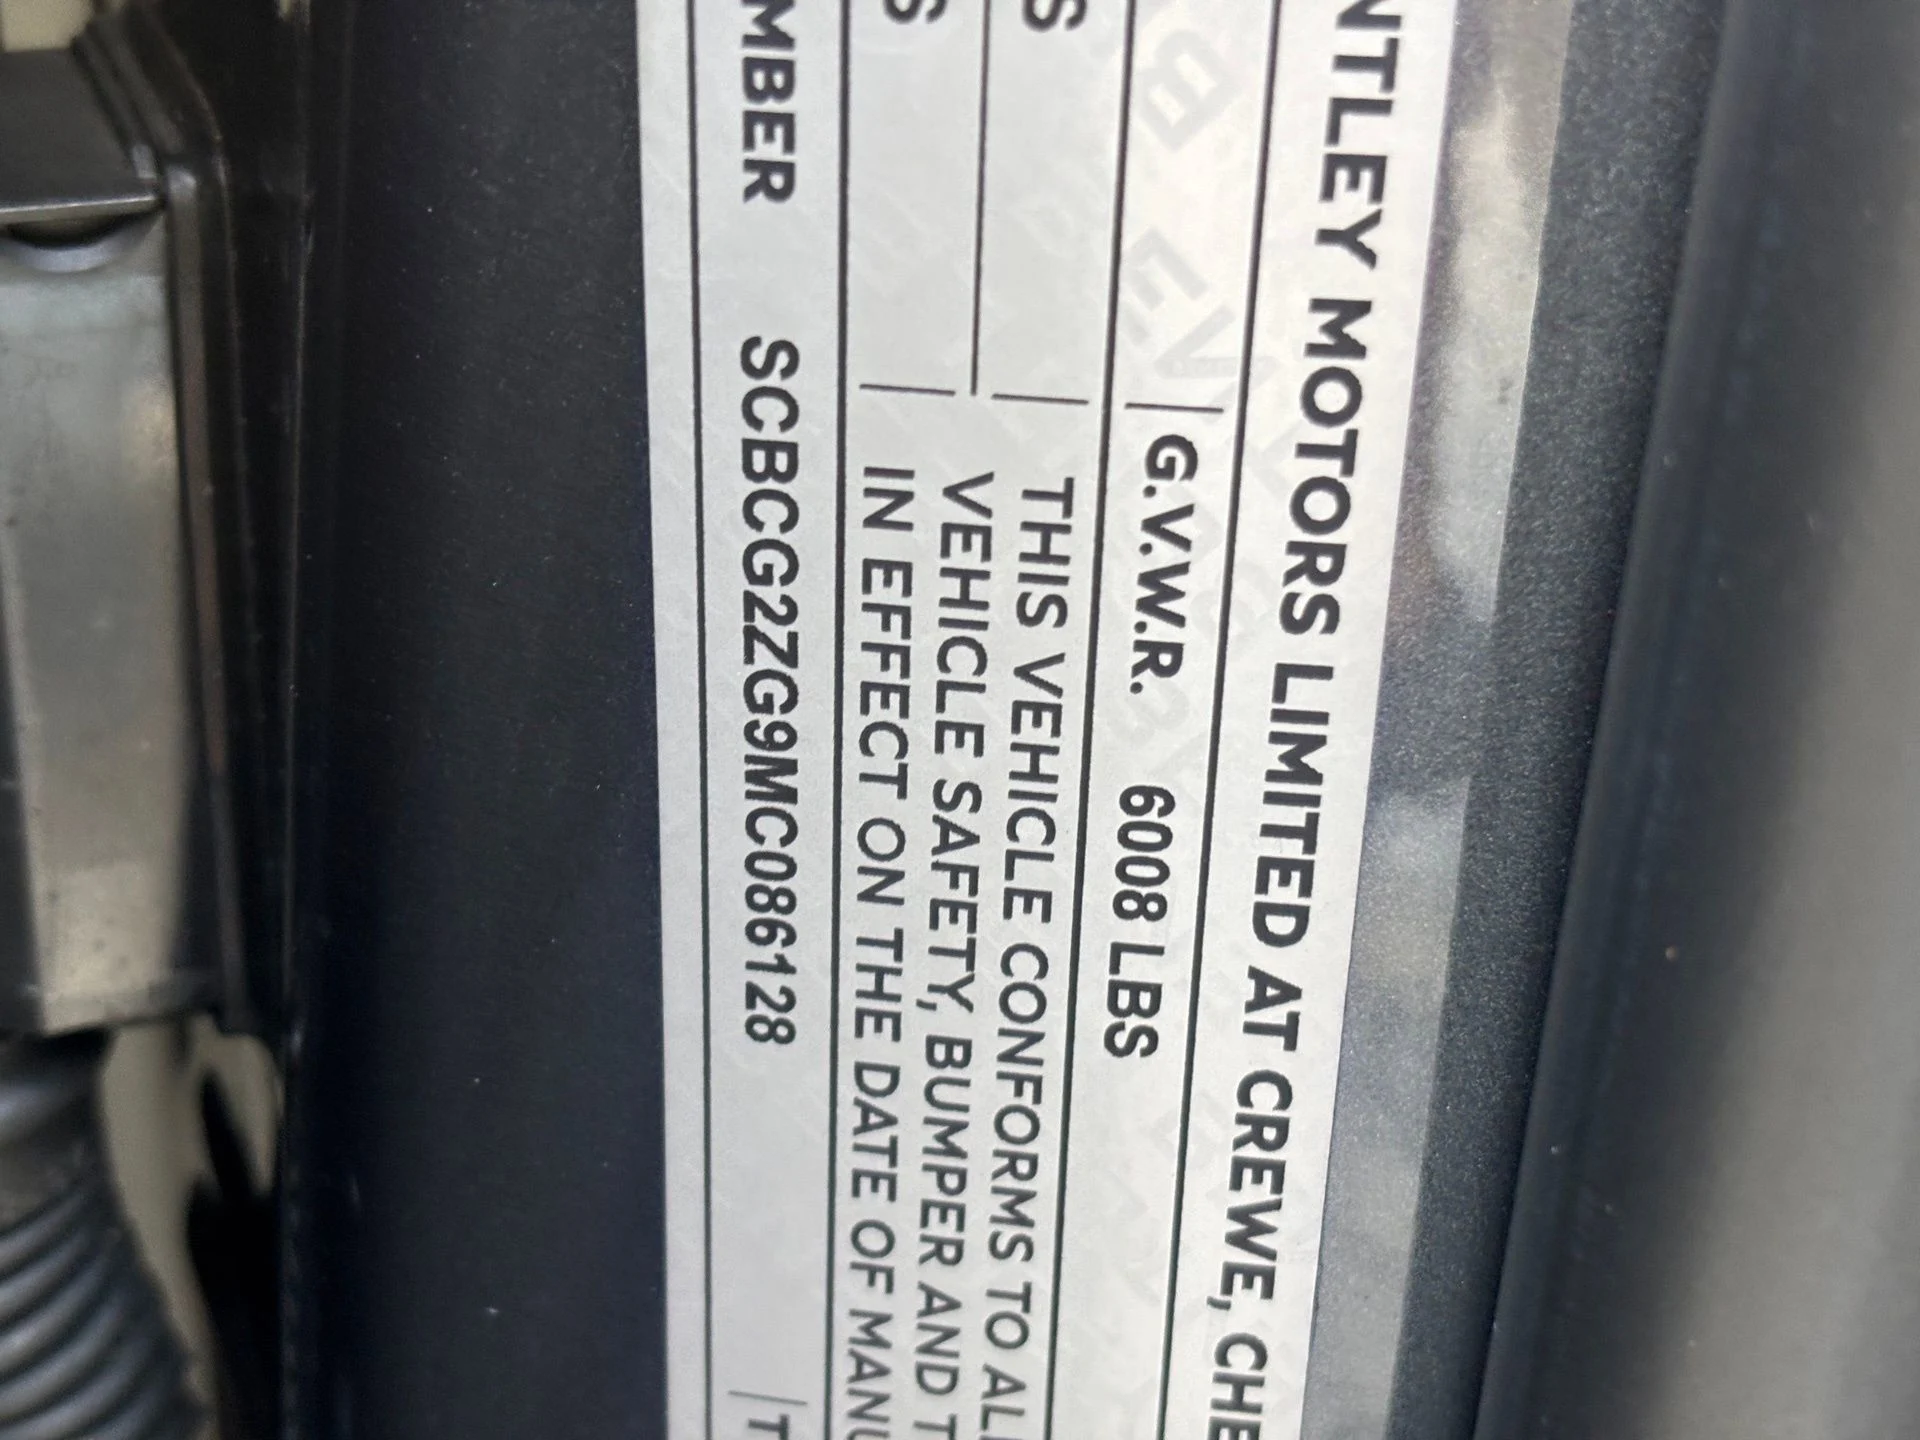 NTLEY MOTORS LIMITED AT CREWE, CHE
G.V.W.R. 6008 LBS
S THIS VEHICLE CONFORMS TO AL
VEHICLE SAFETY, BUMPER AND T
S IN EFFECT ON THE DATE OF MANU
MBER SCBCG2ZG9MC086128 T